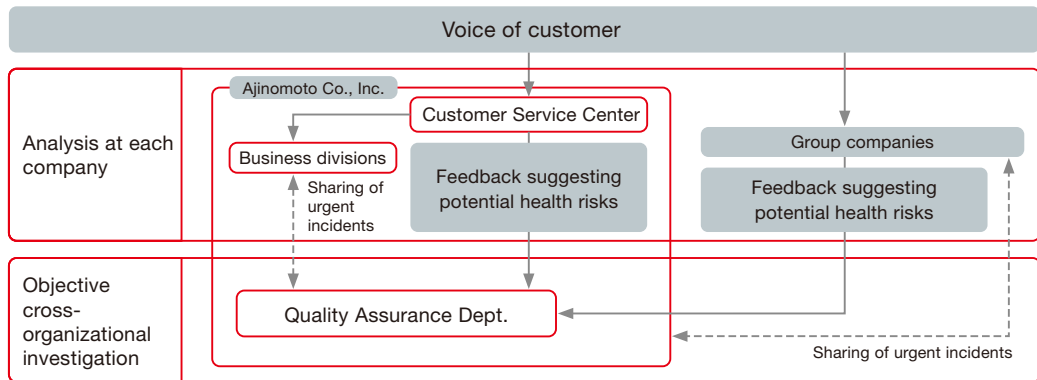 Voice of customer
Ajinomoto Co., Inc.
Analysis at each
company
Customer Service Center
Business divisions
Sharing of
urgent
incidents
Feedback suggesting
potential health risks
Group companies
Feedback suggesting
potential health risks
Objective
cross-
organizational
investigation
Quality Assurance Dept.
Sharing of urgent incidents